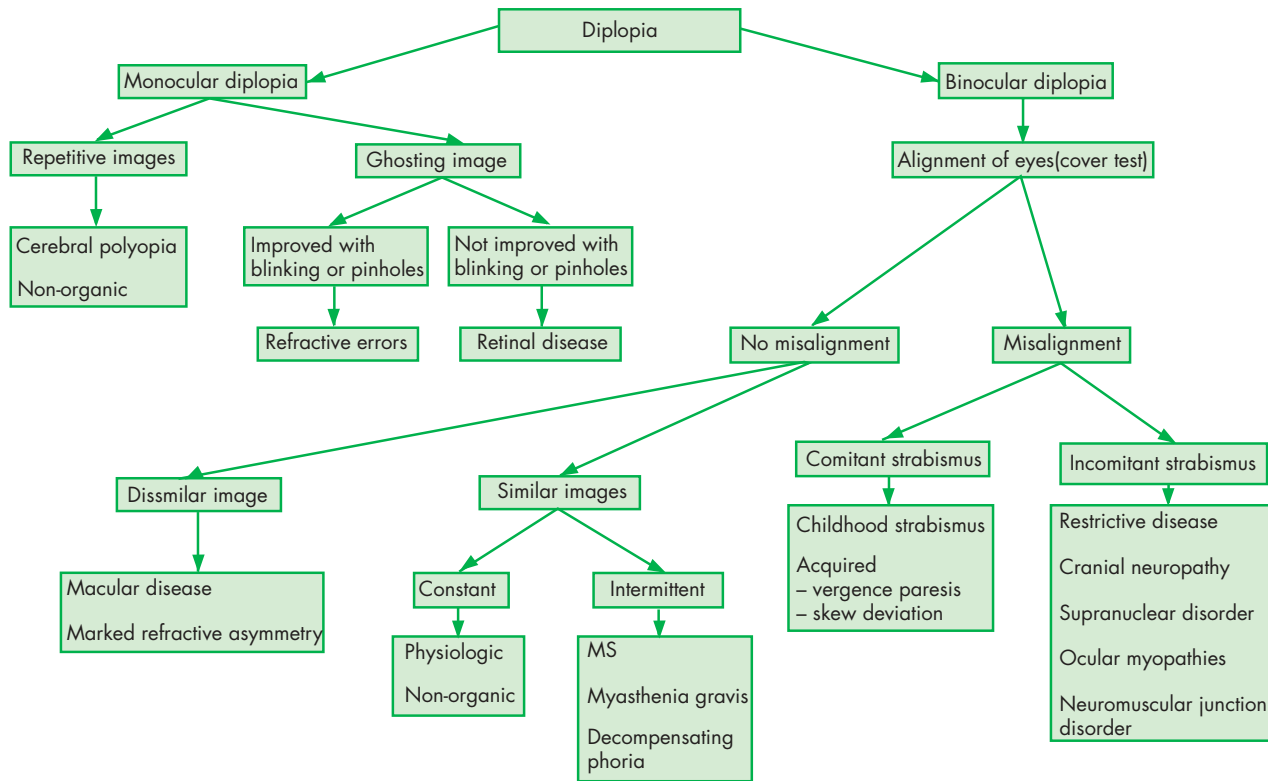 Diplopia
Monocular diplopia
Binocular diplopia
Repetitive images
Ghosting image
Alignment of eyes(cover test)
Cerebral polyopia
Non-organic
Improved with
blinking or pinholes
Not improved with
blinking or pinholes
Refractive errors
Retinal disease
No misalignment
Misalignment
Dissmilar image
Similar images
Comitant strabismus
Incomitant strabismus
Macular disease
Marked refractive asymmetry
Constant
Intermittent
Childhood strabismus
Acquired
– vergence paresis
– skew deviation
Restrictive disease
Cranial neuropathy
Supranuclear disorder
Ocular myopathies
Neuromuscular junction
disorder
Physiologic
Non-organic
MS
Myasthenia gravis
Decompensating
phoria